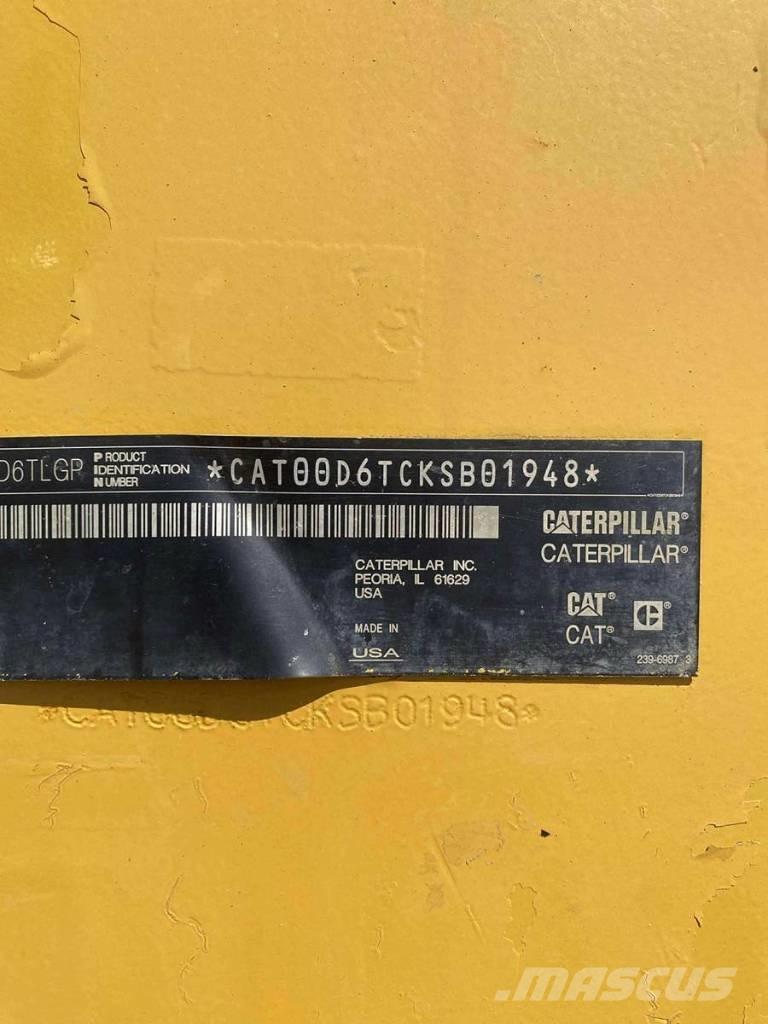 D6TLGP PRODUCT IDENTIFICATION NUMBER *CAT00D6TCKSB01948*
CATERPILLAR®
CATERPILLAR®
CATERPILLAR INC.
PEORIA, IL 61629
USA
CAT®
CAT®
MADE IN
USA
239-6987 3
*CAT00D6TCKSB01948*
MASCUS